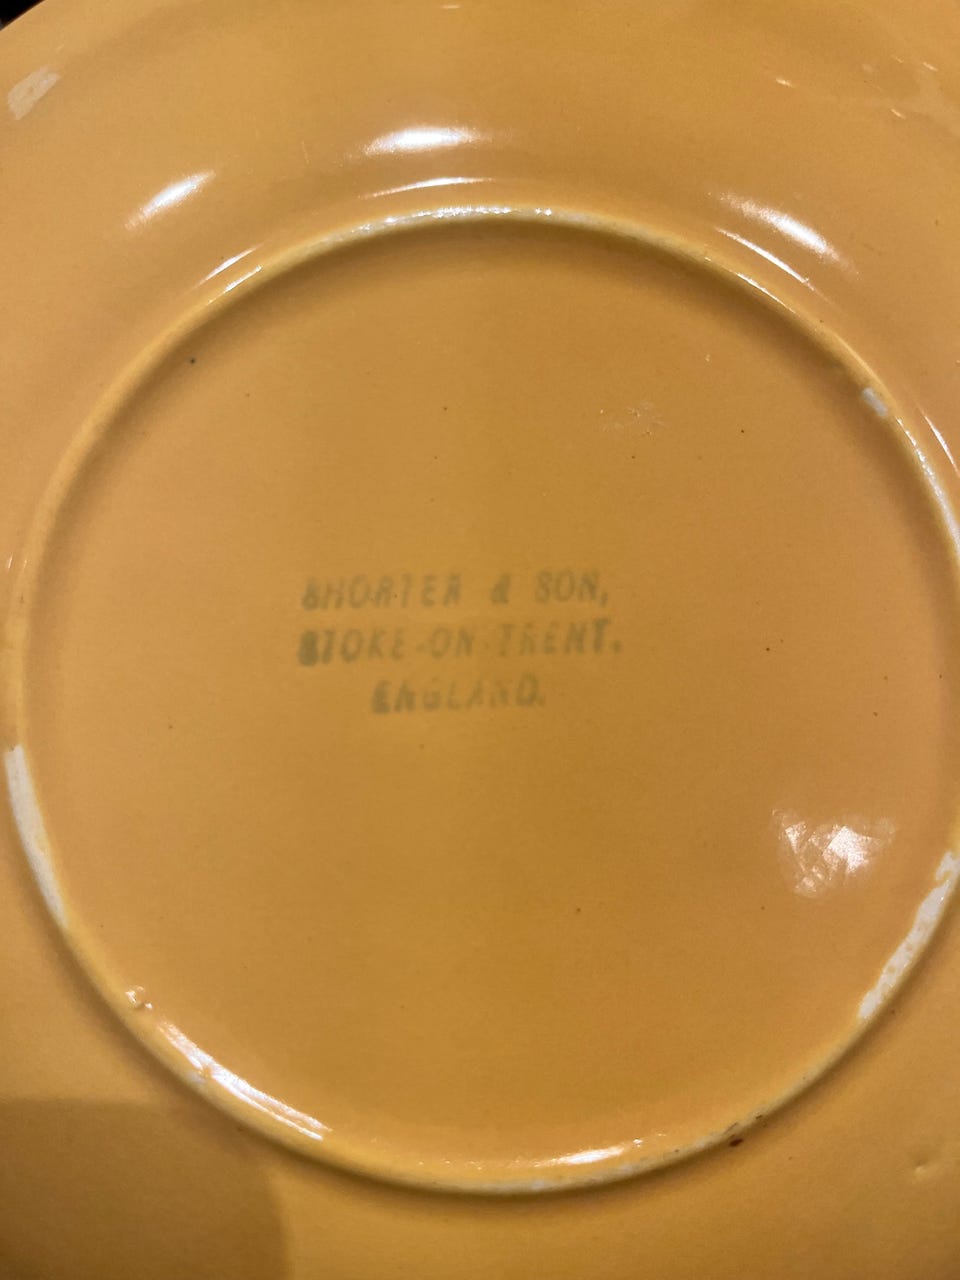 SHORTER & SON,
STOKE-ON-TRENT.
ENGLAND.